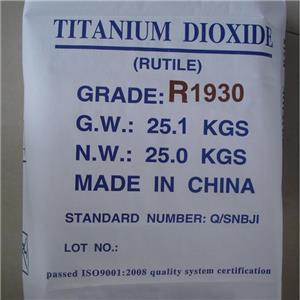 TITANIUM DIOXIDE
(RUTILE)
GRADE: R1930
G.W.: 25.1 KGS
N.W.: 25.0 KGS
MADE IN CHINA
STANDARD NUMBER: Q/SNBJI
LOT NO.:
passed ISO9001:2008 quality system certification